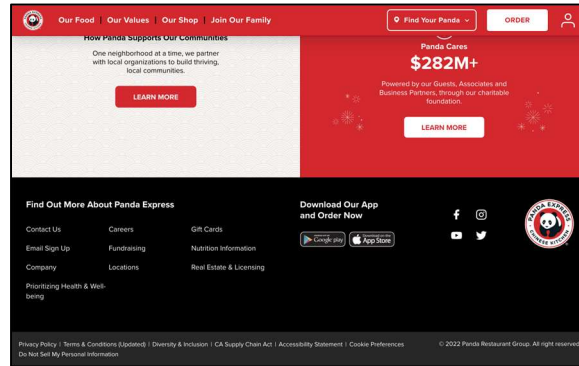 Our Food | Our Values | Our Shop | Join Our Family
Find Your Panda
ORDER
How Panda Supports Our Communities
One neighborhood at a time, we partner
with local organizations to build thriving,
local communities.
LEARN MORE
Panda Cares
$282M+
Powered by our Guests, Associates and
Business Partners, through our charitable
foundation.
LEARN MORE
Find Out More About Panda Express
Contact Us
Careers
Gift Cards
Email Sign Up
Fundraising
Nutrition Information
Company
Locations
Real Estate & Licensing
Prioritizing Health & Well-
being
Download Our App
and Order Now
Google play
Download on the
App Store
PANDA EXPRESS
CHINESE KITCHEN
Privacy Policy | Terms & Conditions (Updated) | Diversity & Inclusion | CA Supply Chain Act | Accessibility Statement | Cookie Preferences
Do Not Sell My Personal Information
© 2022 Panda Restaurant Group. All right reserved